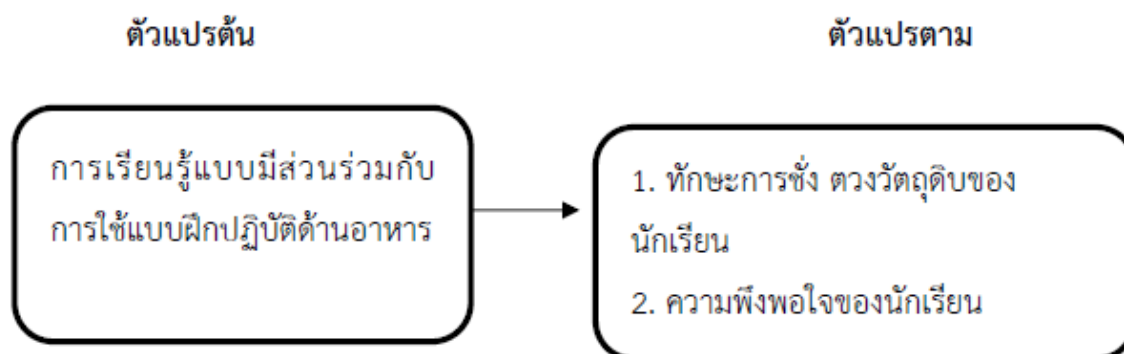 ตัวแปรต้น
ตัวแปรตาม
การเรียนรู้แบบมีส่วนร่วมกับ
การใช้แบบฝึกปฏิบัติด้านอาหาร
1. ทักษะการชั่ง ตวงวัตถุดิบของ
นักเรียน
2. ความพึงพอใจของนักเรียน